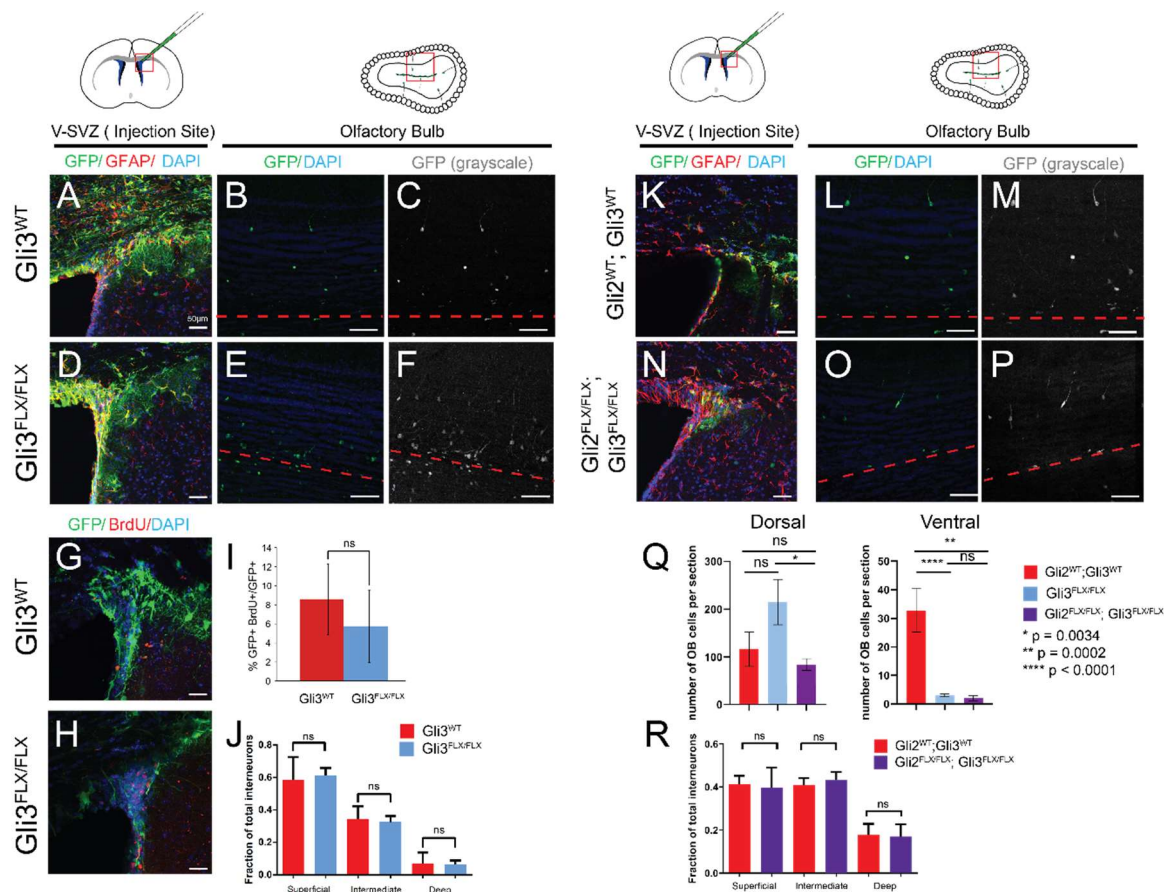 V-SVZ ( Injection Site)
Olfactory Bulb
GFP/ GFAP/ DAPI
GFP/DAPI
GFP (grayscale)
Gli3WT
A
50µm
B
C
Gli3FLX/FLX
D
E
F
GFP/ BrdU/DAPI
Gli3WT
G
Gli3FLX/FLX
H
I
ns
% GFP+ BrdU+/GFP+
14
12
10
8
6
4
2
0
Gli3WT
Gli3FLX/FLX
J
Gli3WT
Gli3FLX/FLX
Fraction of total interneurons
0.8
0.6
0.4
0.2
0.0
ns
ns
ns
Superficial
Intermediate
Deep
V-SVZ ( Injection Site)
Olfactory Bulb
GFP/ GFAP/ DAPI
GFP/DAPI
GFP (grayscale)
Gli2WT; Gli3WT
K
L
M
Gli2FLX/FLX;
Gli3FLX/FLX
N
O
P
Q
Dorsal
number of OB cells per section
300
200
100
0
ns
ns
*
Ventral
number of OB cells per section
50
40
30
20
10
0
**
**** ns
Gli2WT;Gli3WT
Gli3FLX/FLX
Gli2FLX/FLX; Gli3FLX/FLX
* p = 0.0034
** p = 0.0002
**** p < 0.0001
R
Gli2WT;Gli3WT
Gli2FLX/FLX; Gli3FLX/FLX
Fraction of total interneurons
0.6
0.4
0.2
0.0
ns
ns
ns
Superficial
Intermediate
Deep